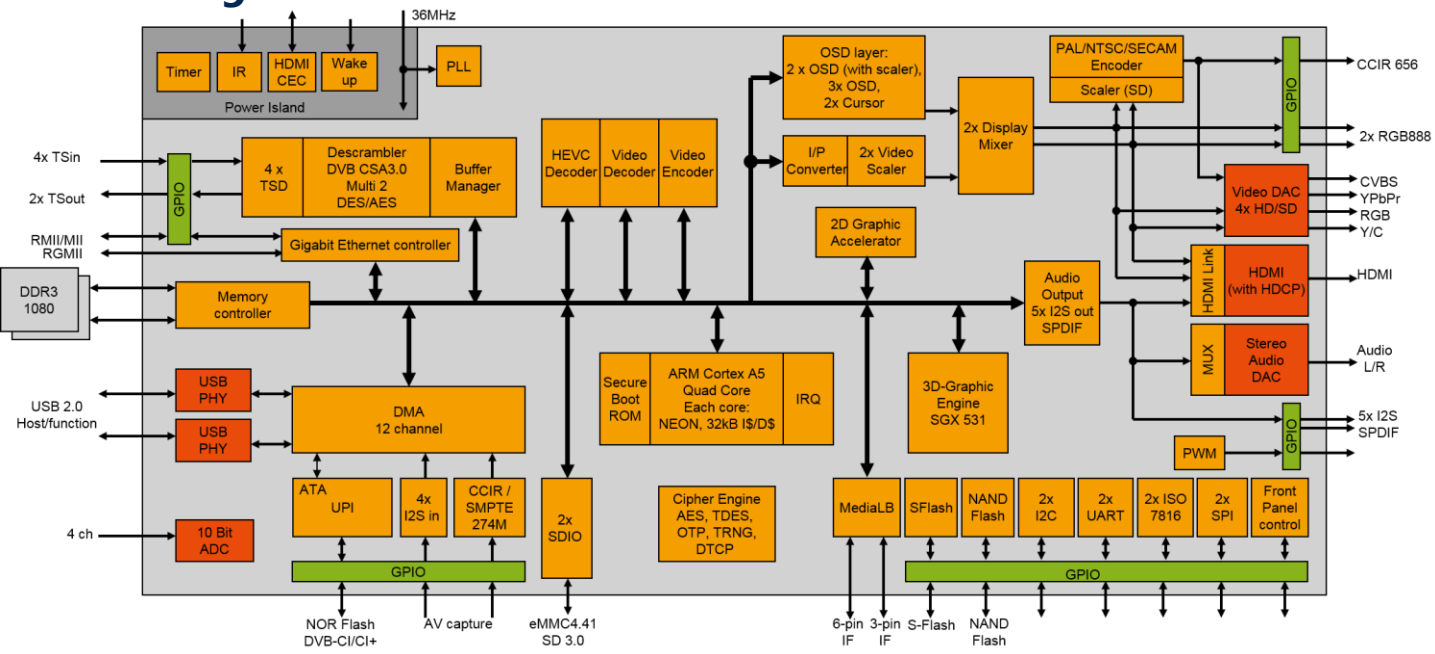 36MHz
Timer
IR
HDMI
CEC
Wake
up
PLL
Power Island
OSD layer:
2 x OSD (with scaler),
3x OSD,
2x Cursor
PAL/NTSC/SECAM
Encoder
Scaler (SD)
GPIO
CCIR 656
2x RGB888
4x TSin
2x TSout
GPIO
4 x
TSD
Descrambler
DVB CSA3.0
Multi 2
DES/AES
Buffer
Manager
HEVC
Decoder
Video
Decoder
Video
Encoder
I/P
Converter
2x Video
Scaler
2x Display
Mixer
Video DAC
4x HD/SD
CVBS
YPbPr
RGB
Y/C
RMII/MII
RGMII
Gigabit Ethernet controller
2D Graphic
Accelerator
DDR3
1080
Memory
controller
Audio
Output
5x I2S out
SPDIF
HDMI Link
HDMI
(with HDCP)
HDMI
MUX
Stereo
Audio
DAC
Audio
L/R
USB 2.0
Host/function
USB
PHY
USB
PHY
DMA
12 channel
Secure
Boot
ROM
ARM Cortex A5
Quad Core
Each core:
NEON, 32kB I$/D$
IRQ
3D-Graphic
Engine
SGX 531
PWM
GPIO
5x I2S
SPDIF
4 ch
10 Bit
ADC
ATA
UPI
4x
I2S in
CCIR /
SMPTE
274M
2x
SDIO
Cipher Engine
AES, TDES,
OTP, TRNG,
DTCP
MediaLB
SFlash
NAND
Flash
2x
I2C
2x
UART
2x ISO
7816
2x
SPI
Front
Panel
control
GPIO
GPIO
NOR Flash
DVB-CI/CI+
AV capture
eMMC4.41
SD 3.0
6-pin
IF
3-pin
IF
S-Flash
NAND
Flash